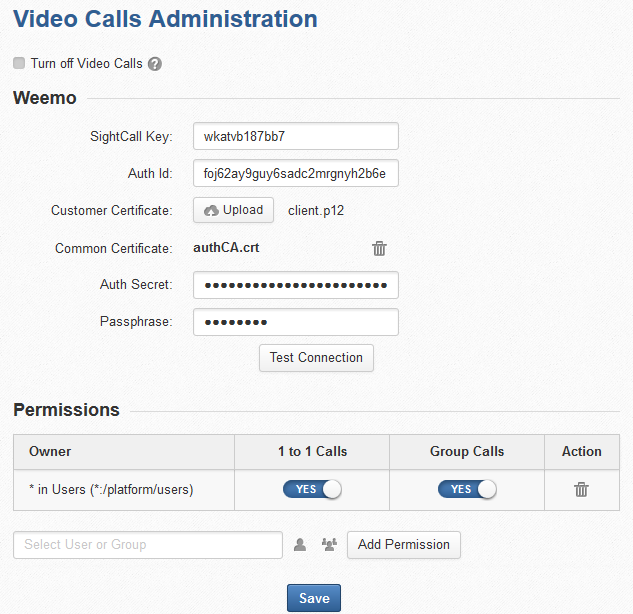 Video Calls Administration
Turn off Video Calls ?
Weemo
SightCall Key: wkatvb187bb7
Auth Id: foj62ay9guy6sadc2mrgnyh2b6e
Customer Certificate: Upload client.p12
Common Certificate: authCA.crt
Auth Secret: •••••••••••••••••••••••
Passphrase: ••••••••
Test Connection
Permissions
Owner 1 to 1 Calls Group Calls Action
* in Users (*:/platform/users) YES YES
Select User or Group Add Permission
Save